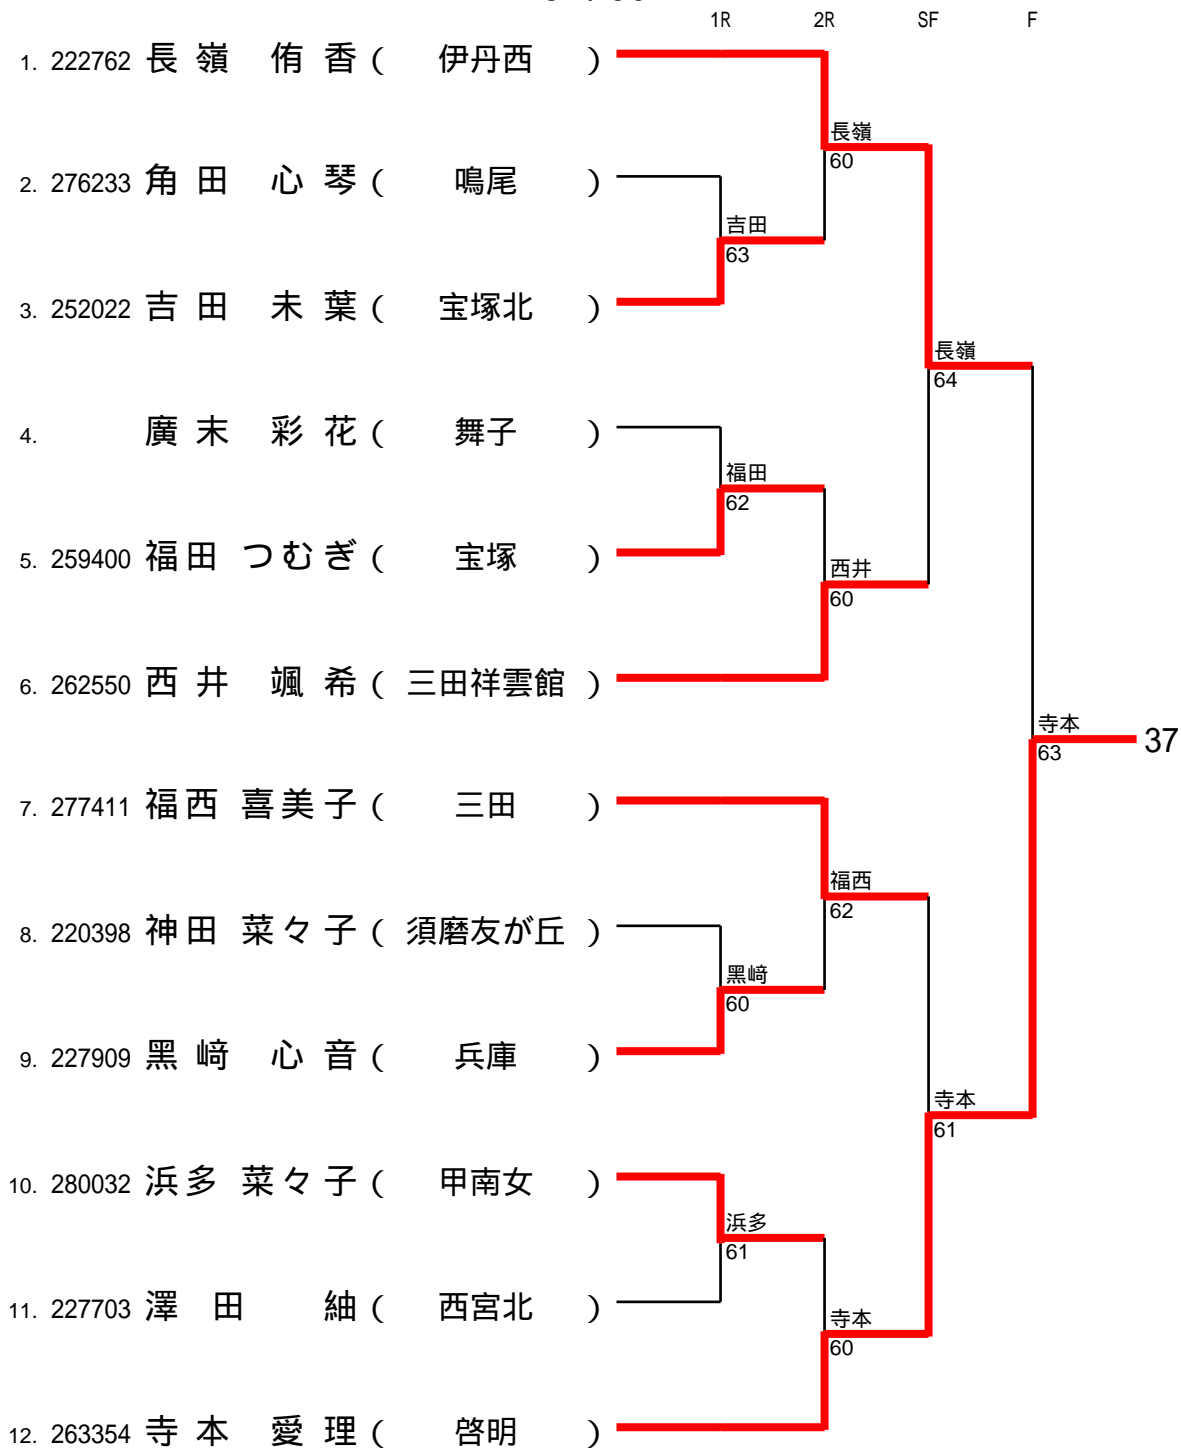 1R 2R SF F
1. 222762 長嶺 侑香 ( 伊丹西 )
長嶺
60
2. 276233 角田 心琴 ( 鳴尾 )
吉田
63
3. 252022 吉田 未葉 ( 宝塚北 )
長嶺
64
4. 廣末 彩花 ( 舞子 )
福田
62
5. 259400 福田 つむぎ ( 宝塚 )
西井
60
6. 262550 西井 颯希 ( 三田祥雲館 )
寺本
63
37
7. 277411 福西 喜美子 ( 三田 )
福西
62
8. 220398 神田 菜々子 ( 須磨友が丘 )
黑﨑
60
9. 227909 黑﨑 心音 ( 兵庫 )
寺本
61
10. 280032 浜多 菜々子 ( 甲南女 )
浜多
61
11. 227703 澤田 紬 ( 西宮北 )
寺本
60
12. 263354 寺本 愛理 ( 啓明 )